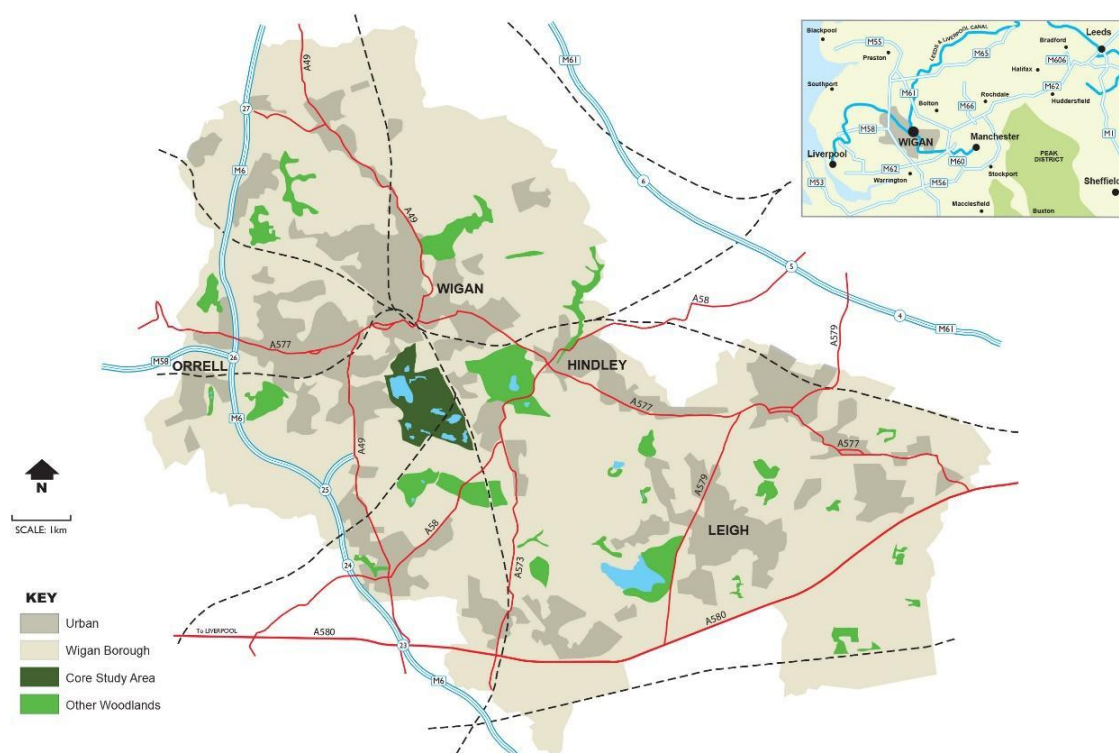 A49
M61
27
M6
6
A49
WIGAN
5
A58
A579
4
M61
A577
M58
ORRELL
26
HINDLEY
M6
A577
A49
A577
25
A579
N
SCALE: 1km
LEIGH
A58
24
A573
KEY
Urban
Wigan Borough
Core Study Area
Other Woodlands
To LIVERPOOL
A580
23
A580
M6
Blackpool
M55
Preston
LEEDS & LIVERPOOL CANAL
M65
Bradford
Leeds
M606
Halifax
Southport
M61
M62
Rochdale
Huddersfield
Bolton
M66
M58
WIGAN
M1
Manchester
Liverpool
M62
M60
PEAK
DISTRICT
Stockport
M53
Warrington
M56
Sheffield
Macclesfield
Buxton